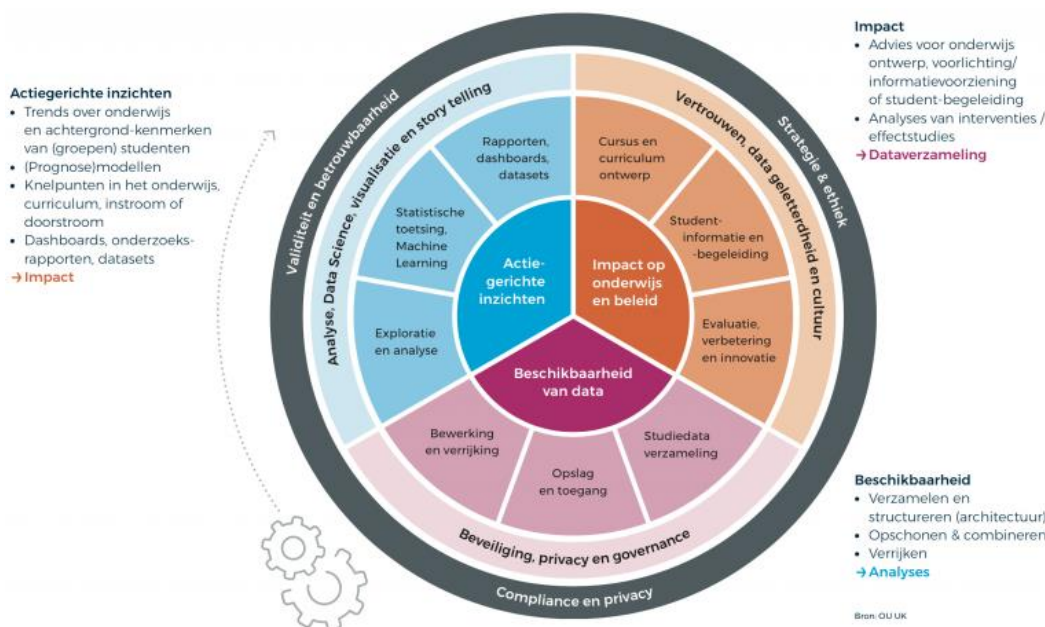 Actiegerichte inzichten
• Trends over onderwijs
en achtergrond-kenmerken
van (groepen) studenten
• (Prognose)modellen
• Knelpunten in het onderwijs,
curriculum, instroom of
doorstroom
• Dashboards, onderzoeks-
rapporten, datasets
→ Impact
Validiteit en betrouwbaarheid
Strategie & ethiek
Compliance en privacy
Analyse, Data Science, visualisatie en story telling
Vertrouwen, data geletterdheid en cultuur
Beveiliging, privacy en governance
Rapporten,
dashboards,
datasets
Statistische
toetsing,
Machine
Learning
Exploratie
en analyse
Cursus en
curriculum
ontwerp
Student-
-informatie en
-begeleiding
Evaluatie,
verbetering
en innovatie
Bewerking
en verrijking
Opslag
en toegang
Studiedata
verzameling
Actie-
gerichte
inzichten
Impact op
onderwijs
en beleid
Beschikbaarheid
van data
Impact
• Advies voor onderwijs
ontwerp, voorlichting/
informatievoorziening
of student-begeleiding
• Analyses van interventies /
effectstudies
→ Dataverzameling
Beschikbaarheid
• Verzamelen en
structureren (architectuur)
• Opschonen & combineren
• Verrijken
→ Analyses
Bron: OU UK